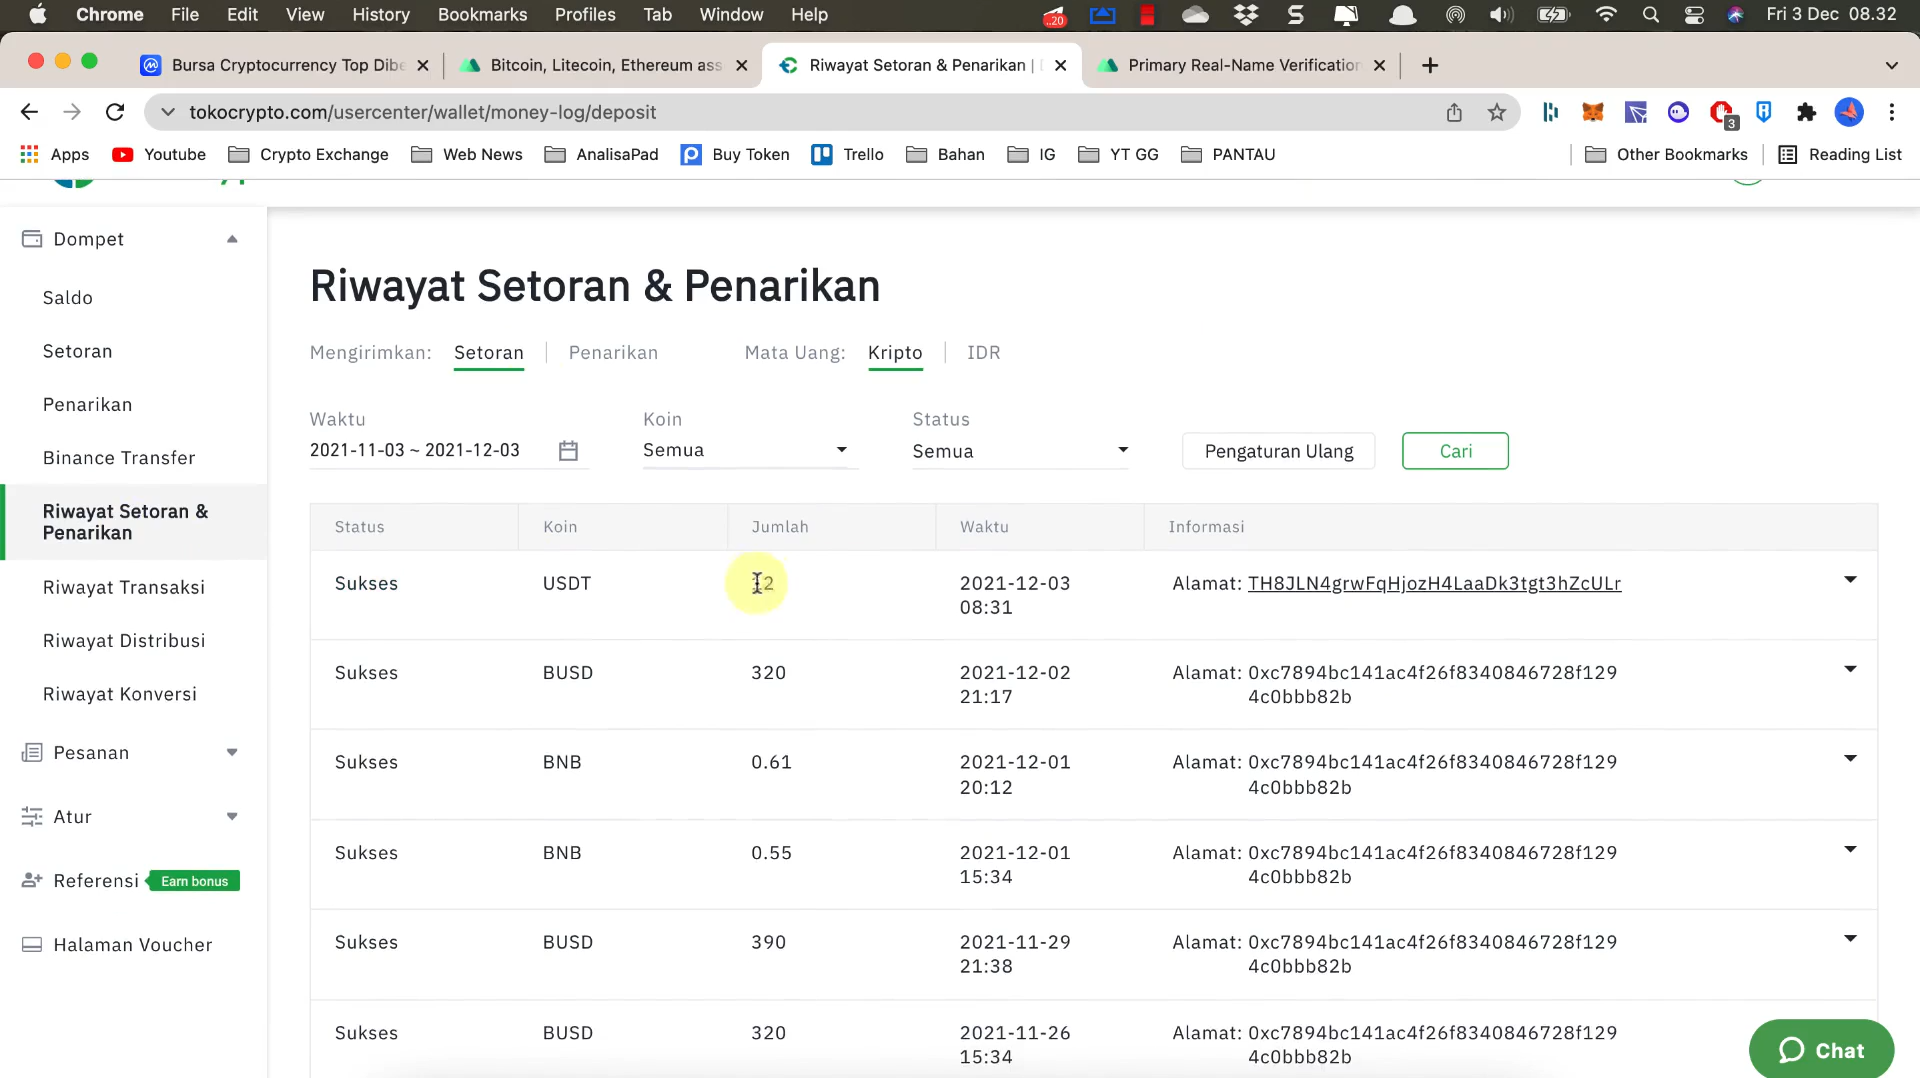 Chrome File Edit View History Bookmarks Profiles Tab Window Help ..20 Fri 3 Dec 08.32
Bursa Cryptocurrency Top Dibe Bitcoin, Litecoin, Ethereum ass Riwayat Setoran & Penarikan | Primary Real-Name Verification
tokocrypto.com/usercenter/wallet/money-log/deposit 3
Apps Youtube Crypto Exchange Web News AnalisaPad Buy Token Trello Bahan IG YT GG PANTAU Other Bookmarks Reading List
Dompet
Saldo
Setoran
Penarikan
Binance Transfer
Riwayat Setoran &
Penarikan
Riwayat Transaksi
Riwayat Distribusi
Riwayat Konversi
Pesanan
Atur
Referensi Earn bonus
Halaman Voucher
Riwayat Setoran & Penarikan
Mengirimkan: Setoran Penarikan Mata Uang: Kripto IDR
Waktu Koin Status
2021-11-03 ~ 2021-12-03 Semua Semua Pengaturan Ulang Cari
Status Koin Jumlah Waktu Informasi
Sukses USDT 2021-12-03 Alamat: TH8JLN4grwFqHjozH4LaaDk3tgt3hZcULr
08:31
Sukses BUSD 320 2021-12-02 Alamat: 0xc7894bc141ac4f26f8340846728f129
21:17 4c0bbb82b
Sukses BNB 0.61 2021-12-01 Alamat: 0xc7894bc141ac4f26f8340846728f129
20:12 4c0bbb82b
Sukses BNB 0.55 2021-12-01 Alamat: 0xc7894bc141ac4f26f8340846728f129
15:34 4c0bbb82b
Sukses BUSD 390 2021-11-29 Alamat: 0xc7894bc141ac4f26f8340846728f129
21:38 4c0bbb82b
Sukses BUSD 320 2021-11-26 Alamat: 0xc7894bc141ac4f26f8340846728f129
15:34 4c0bbb82b
Chat